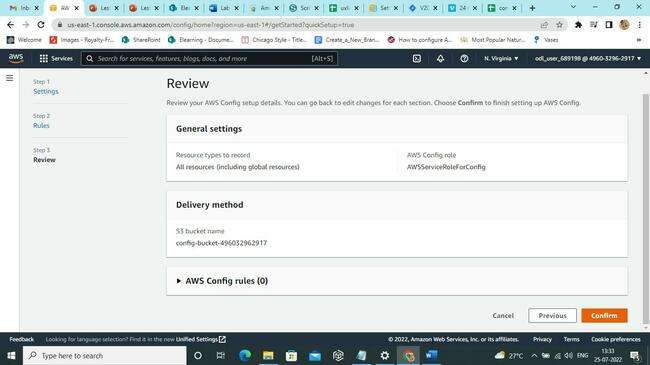 Inb
AW
Les
Les
Les
Ele
Lab
Am
Scri
uxl
Set
V2
24
cor
us-east-1.console.aws.amazon.com/config/home?region=us-east-1#/getStarted?quickSetup=true
Welcome
Images - Royalty-Fr...
SharePoint
Elearning - Docume...
Chicago Style - Titler...
Create_a_New_Bran...
How to configure A...
Most Popular Natur...
Vases
aws
Services
Search for services, features, blogs, docs, and more
[Alt+S]
N. Virginia
odl_user_689198 @ 4960-3296-2917
Step 1
Settings
Step 2
Rules
Step 3
Review
Review
Review your AWS Config setup details. You can go back to edit changes for each section. Choose Confirm to finish setting up AWS Config.
General settings
Resource types to record
All resources (including global resources)
AWS Config role
AWSServiceRoleForConfig
Delivery method
S3 bucket name
config-bucket-496032962917
AWS Config rules (0)
Cancel
Previous
Confirm
Feedback
Looking for language selection? Find it in the new Unified Settings
© 2022, Amazon Web Services, Inc. or its affiliates.
Privacy
Terms
Cookie preferences
Type here to search
27°C
ENG
13:33
25-07-2022